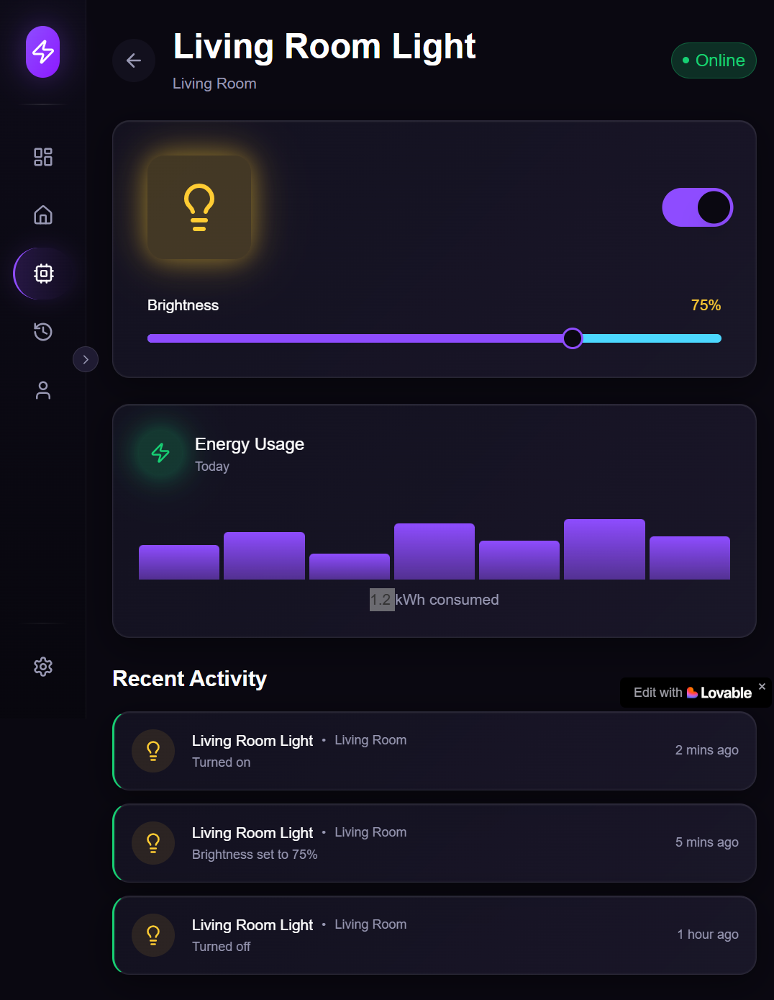 Living Room Light
Living Room
Online
Brightness
75%
Energy Usage
Today
1.2 kWh consumed
Recent Activity
Edit with Lovable
Living Room Light • Living Room
Turned on
2 mins ago
Living Room Light • Living Room
Brightness set to 75%
5 mins ago
Living Room Light • Living Room
Turned off
1 hour ago